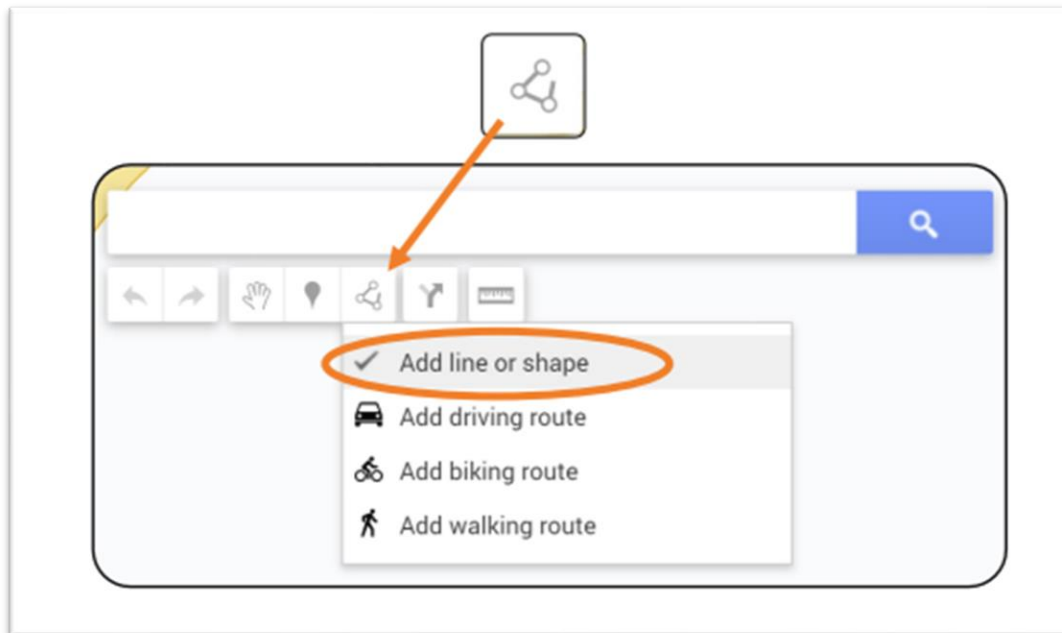 Add line or shape
Add driving route
Add biking route
Add walking route